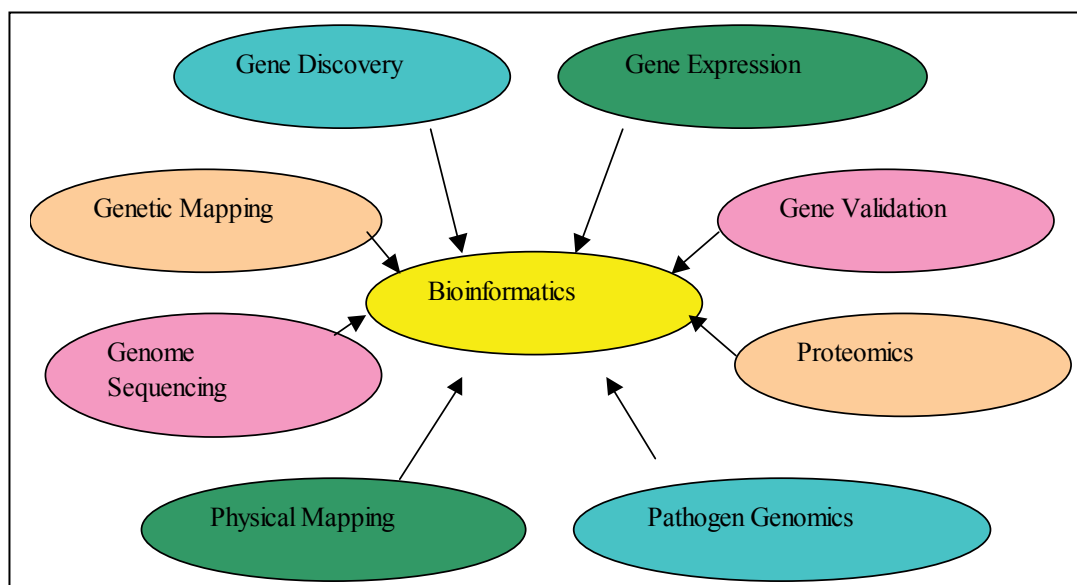 Gene Discovery
Gene Expression
Genetic Mapping
Gene Validation
Bioinformatics
Genome
Sequencing
Proteomics
Physical Mapping
Pathogen Genomics